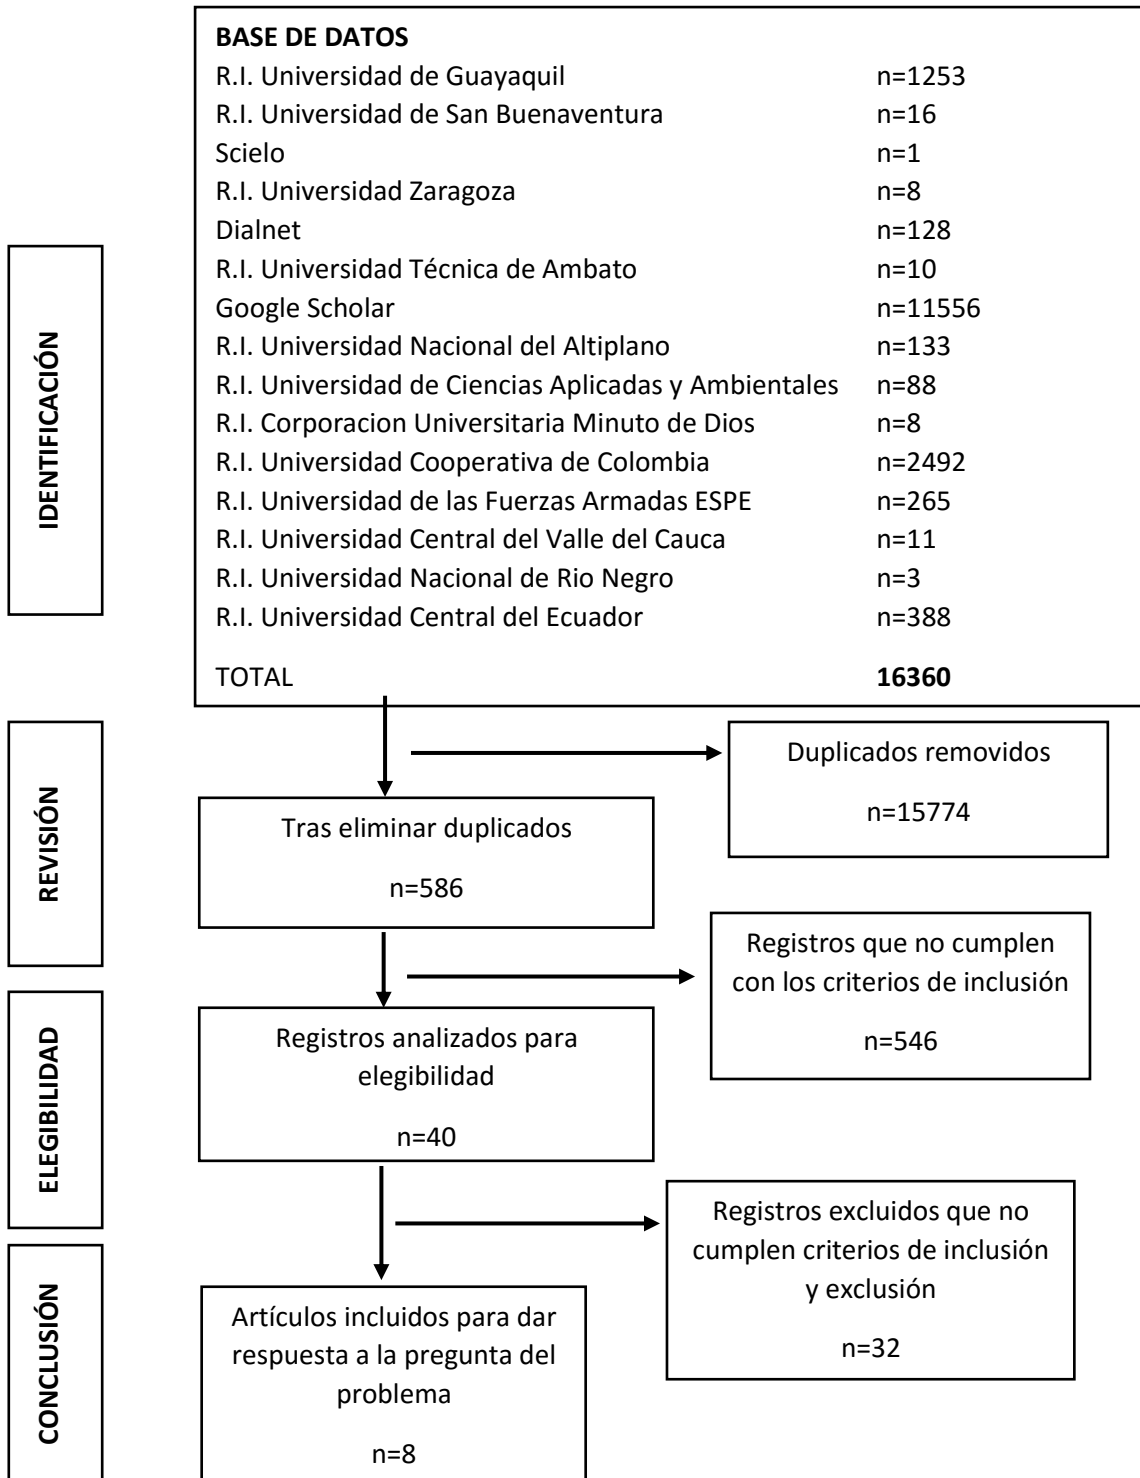 BASE DE DATOS
R.I. Universidad de Guayaquil n=1253
R.I. Universidad de San Buenaventura n=16
Scielo n=1
R.I. Universidad Zaragoza n=8
Dialnet n=128
R.I. Universidad Técnica de Ambato n=10
Google Scholar n=11556
R.I. Universidad Nacional del Altiplano n=133
R.I. Universidad de Ciencias Aplicadas y Ambientales n=88
R.I. Corporacion Universitaria Minuto de Dios n=8
R.I. Universidad Cooperativa de Colombia n=2492
R.I. Universidad de las Fuerzas Armadas ESPE n=265
R.I. Universidad Central del Valle del Cauca n=11
R.I. Universidad Nacional de Rio Negro n=3
R.I. Universidad Central del Ecuador n=388
TOTAL 16360
IDENTIFICACIÓN
Duplicados removidos
n=15774
REVISIÓN
Tras eliminar duplicados
n=586
Registros que no cumplen
con los criterios de inclusión
n=546
ELEGIBILIDAD
Registros analizados para
elegibilidad
n=40
Registros excluidos que no
cumplen criterios de inclusión
y exclusión
n=32
CONCLUSIÓN
Artículos incluidos para dar
respuesta a la pregunta del
problema
n=8